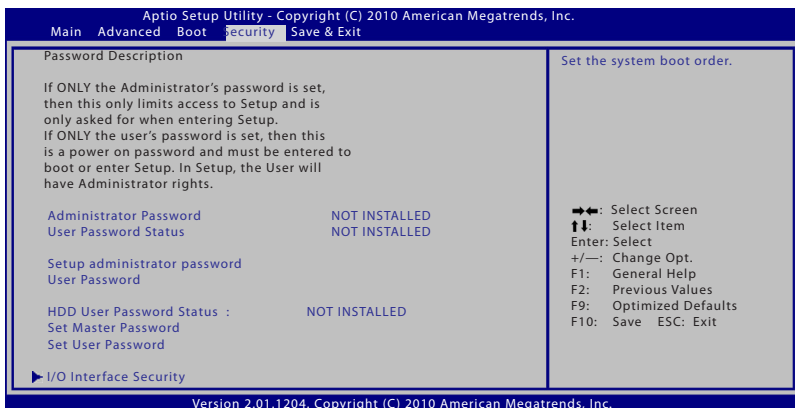 Aptio Setup Utility - Copyright (C) 2010 American Megatrends, Inc.
Main Advanced Boot Security Save & Exit
Password Description
If ONLY the Administrator's password is set,
then this only limits access to Setup and is
only asked for when entering Setup.
If ONLY the user's password is set, then this
is a power on password and must be entered to
boot or enter Setup. In Setup, the User will
have Administrator rights.
Administrator Password NOT INSTALLED
User Password Status NOT INSTALLED
Setup administrator password
User Password
HDD User Password Status : NOT INSTALLED
Set Master Password
Set User Password
I/O Interface Security
Set the system boot order.
→←: Select Screen
↑↓: Select Item
Enter: Select
+/—: Change Opt.
F1: General Help
F2: Previous Values
F9: Optimized Defaults
F10: Save ESC: Exit
Version 2.01.1204. Copyright (C) 2010 American Megatrends, Inc.